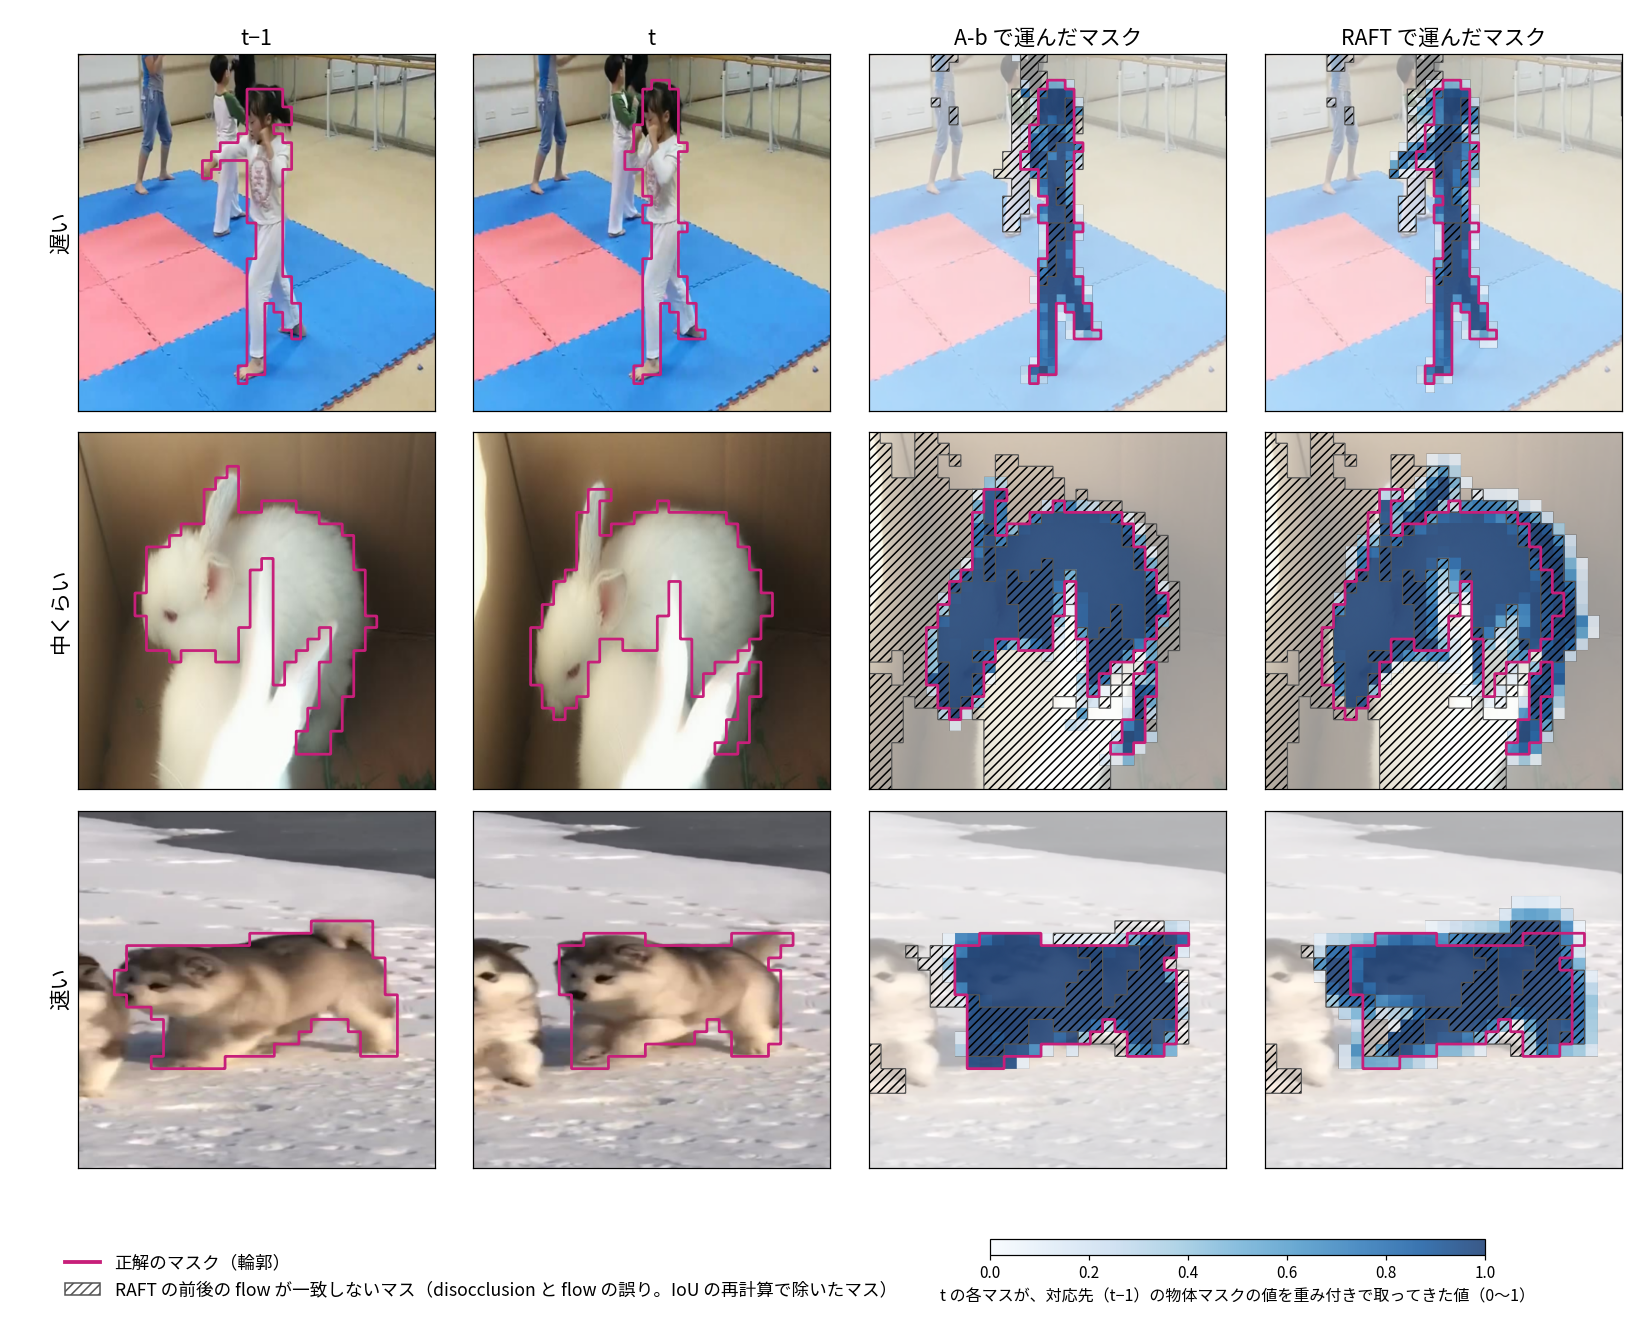 t−1
t
A-b で運んだマスク
RAFT で運んだマスク
遅い
中くらい
速い
正解のマスク（輪郭）
RAFT の前後の flow が一致しないマス（disocclusion と flow の誤り。IoU の再計算で除いたマス）
0.0 0.2 0.4 0.6 0.8 1.0
t の各マスが、対応先（t−1）の物体マスクの値を重み付きで取ってきた値（0〜1）